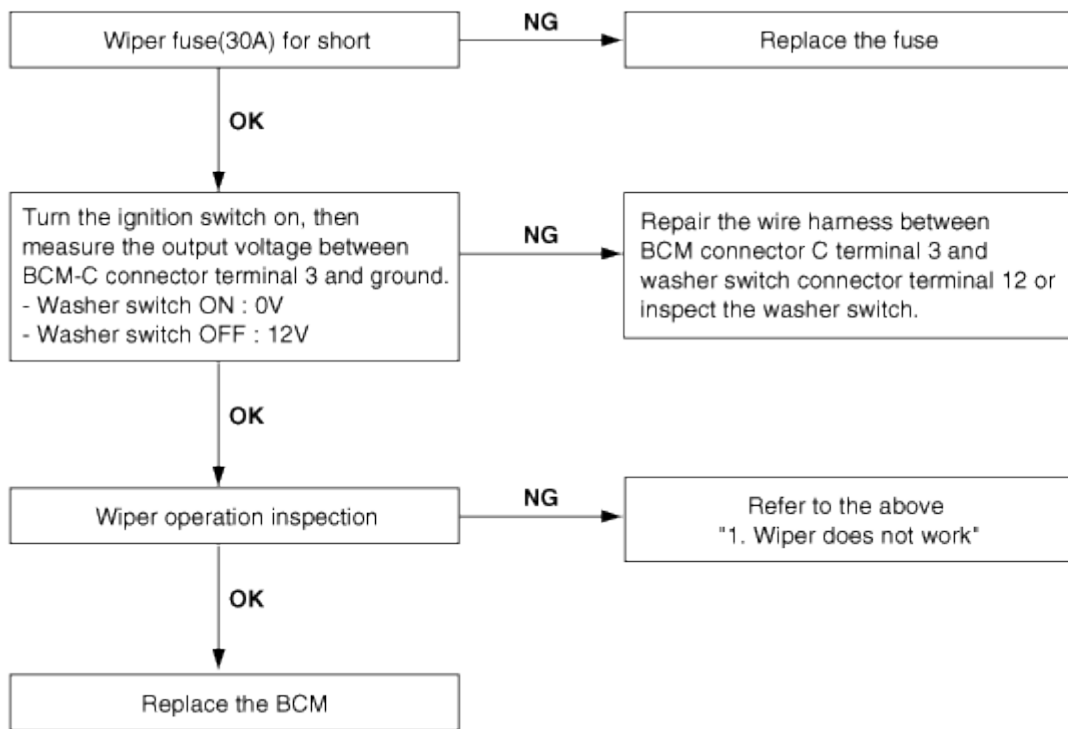 Wiper fuse(30A) for short
NG
Replace the fuse
OK
Turn the ignition switch on, then
measure the output voltage between
BCM-C connector terminal 3 and ground.
- Washer switch ON : 0V
- Washer switch OFF : 12V
NG
Repair the wire harness between
BCM connector C terminal 3 and
washer switch connector terminal 12 or
inspect the washer switch.
OK
Wiper operation inspection
NG
Refer to the above
"1. Wiper does not work"
OK
Replace the BCM